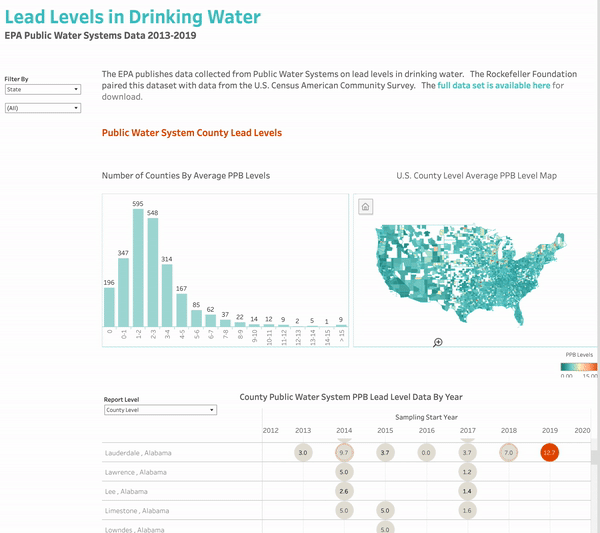 Lead Levels in Drinking Water
EPA Public Water Systems Data 2013-2019
Filter By
State
(All)
The EPA publishes data collected from Public Water Systems on lead levels in drinking water. The Rockefeller Foundation
paired this dataset with data from the U.S. Census American Community Survey. The full data set is available here for
download.
Public Water System County Lead Levels
Number of Counties By Average PPB Levels
U.S. County Level Average PPB Level Map
196 347 595 548 314 167 85 62 37 22 14 12 9 2 5 1 9
0 0-1 1-2 2-3 3-4 4-5 5-6 6-7 7-8 8-9 9-10 10-11 11-12 12-13 13-14 14-15 > 15
PPB Levels
0.00 15.00
Report Level
County Level
County Public Water System PPB Lead Level Data By Year
Sampling Start Year
2012 2013 2014 2015 2016 2017 2018 2019 2020
Lauderdale , Alabama 3.0 9.7 3.7 0.0 3.7 7.0 12.7
Lawrence , Alabama 5.0 1.2
Lee , Alabama 2.6 1.4
Limestone , Alabama 5.0 5.0 1.6
Lowndes , Alabama 5.0